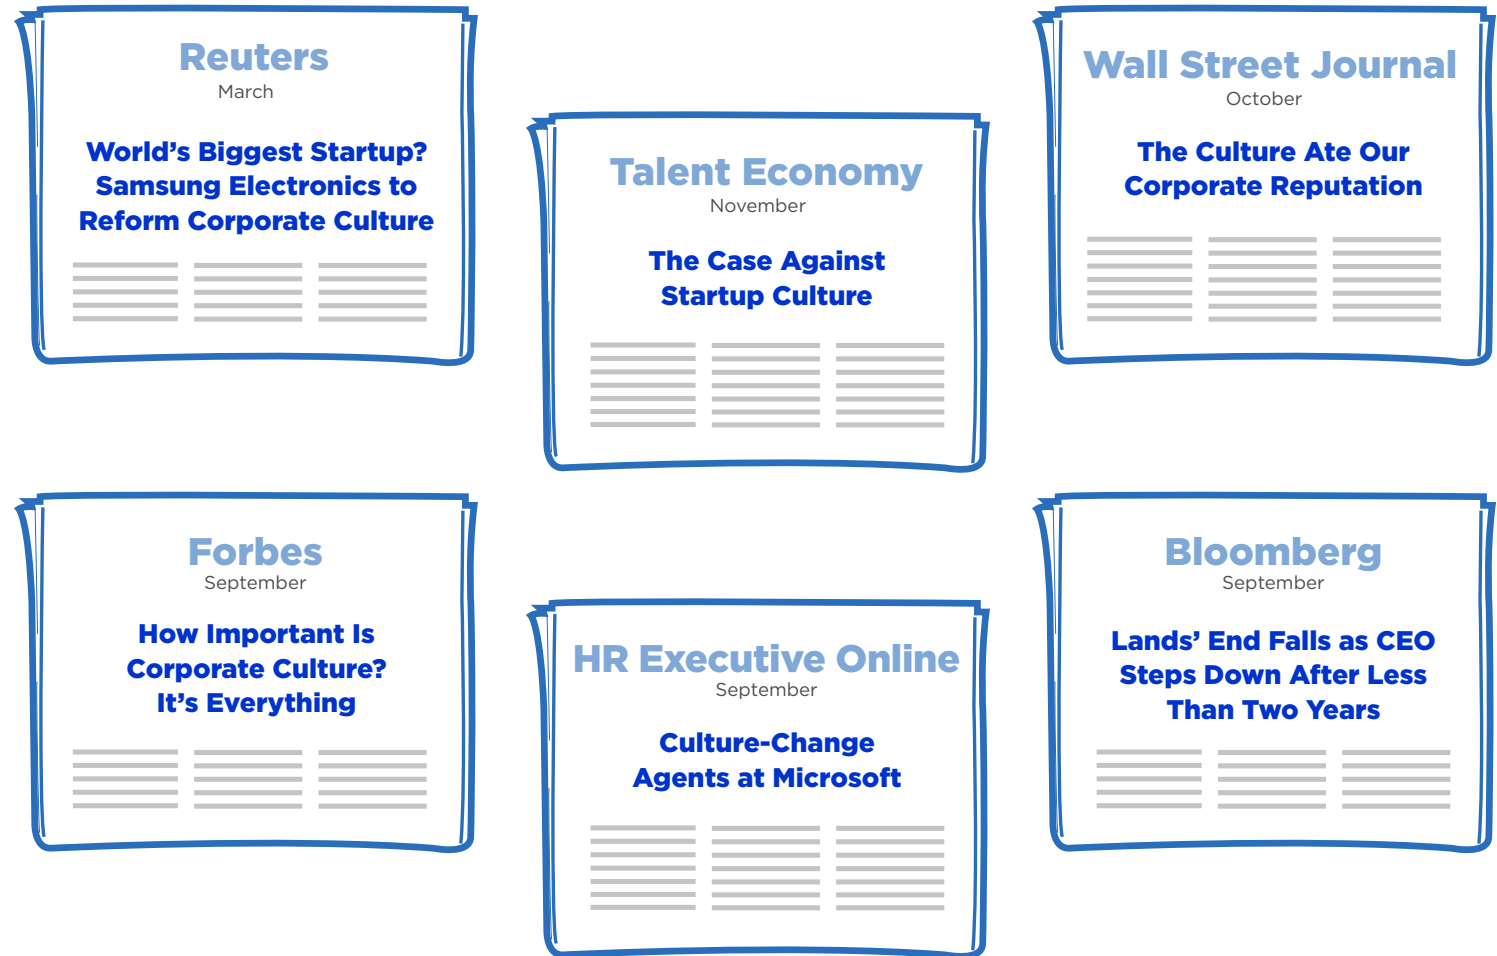 Reuters
March
World’s Biggest Startup?
Samsung Electronics to
Reform Corporate Culture
Talent Economy
November
The Case Against
Startup Culture
Wall Street Journal
October
The Culture Ate Our
Corporate Reputation
Forbes
September
How Important Is
Corporate Culture?
It’s Everything
HR Executive Online
September
Culture-Change
Agents at Microsoft
Bloomberg
September
Lands’ End Falls as CEO
Steps Down After Less
Than Two Years